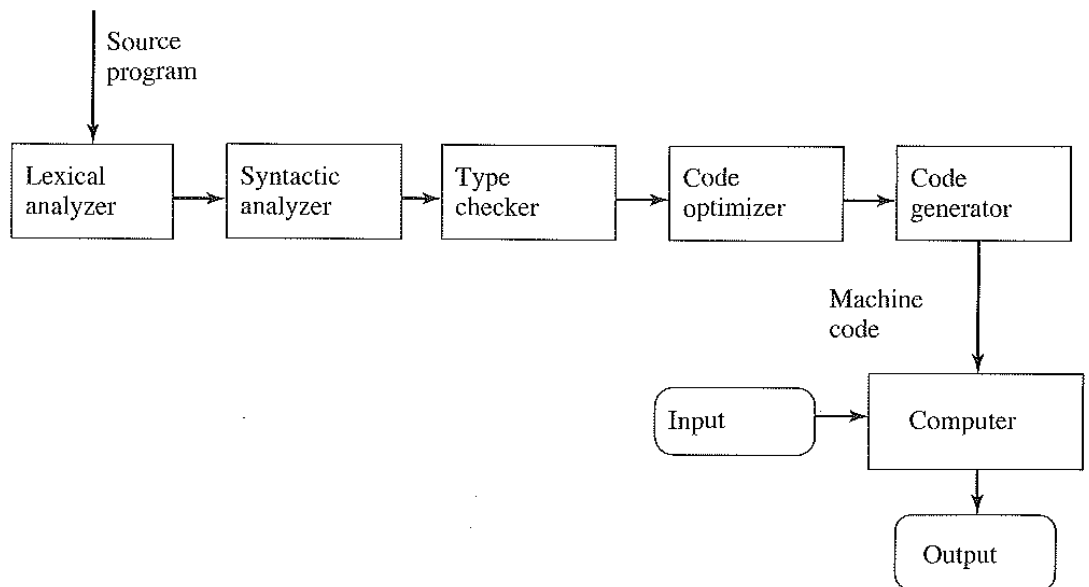 Source
program
Lexical
analyzer
Syntactic
analyzer
Type
checker
Code
optimizer
Code
generator
Machine
code
Input
Computer
Output